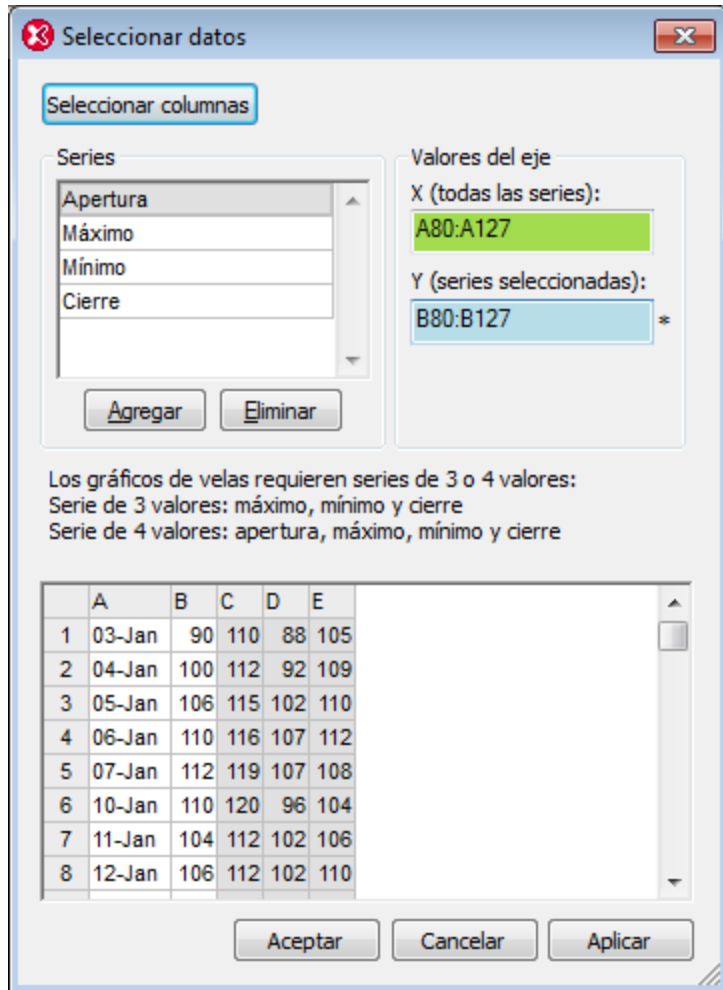 Seleccionar datos
Seleccionar columnas
Series
Apertura
Máximo
Mínimo
Cierre
Agregar Eliminar
Valores del eje
X (todas las series):
A80:A127
Y (series seleccionadas):
B80:B127 *
Los gráficos de velas requieren series de 3 o 4 valores:
Serie de 3 valores: máximo, mínimo y cierre
Serie de 4 valores: apertura, máximo, mínimo y cierre
A B C D E
1 03-Jan 90 110 88 105
2 04-Jan 100 112 92 109
3 05-Jan 106 115 102 110
4 06-Jan 110 116 107 112
5 07-Jan 112 119 107 108
6 10-Jan 110 120 96 104
7 11-Jan 104 112 102 106
8 12-Jan 106 112 102 110
Aceptar Cancelar Aplicar